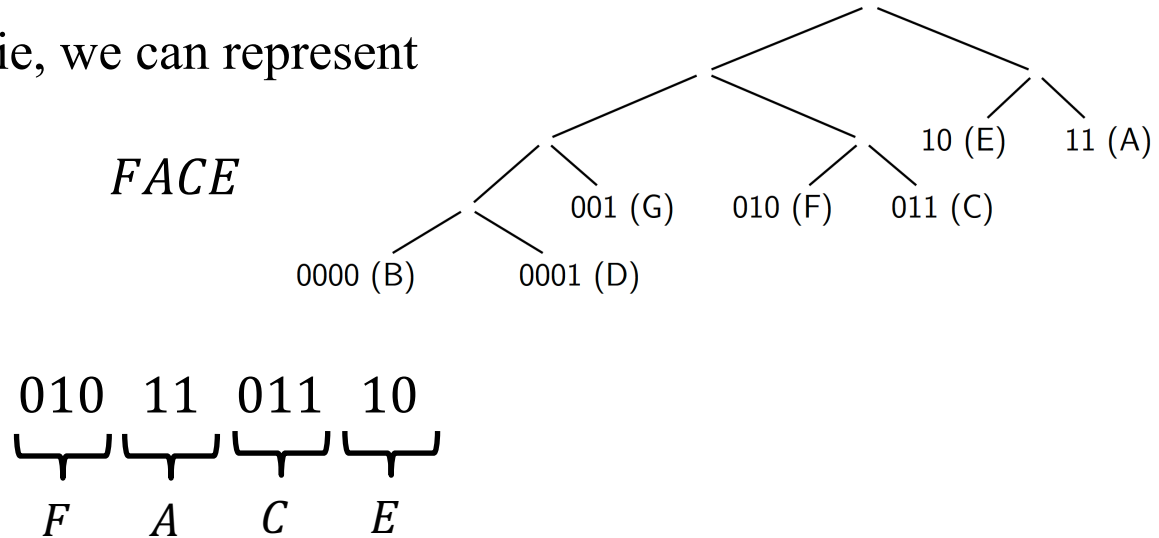 ie, we can represent
FACE
10 (E) 11 (A)
001 (G) 010 (F) 011 (C)
0000 (B) 0001 (D)
010 11 011 10
F A C E